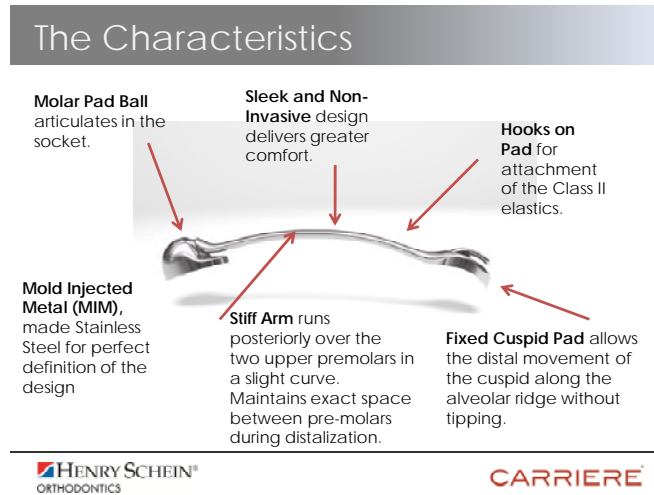 The Characteristics
Molar Pad Ball
articulates in the
socket.
Sleek and Non-
Invasive design
delivers greater
comfort.
Hooks on
Pad for
attachment
of the Class II
elastics.
Mold Injected
Metal (MIM),
made Stainless
Steel for perfect
definition of the
design
Stiff Arm runs
posteriorly over the
two upper premolars in
a slight curve.
Maintains exact space
between pre-molars
during distalization.
Fixed Cuspid Pad allows
the distal movement of
the cuspid along the
alveolar ridge without
tipping.
HENRY SCHEIN®
ORTHODONTICS
CARRIERE®